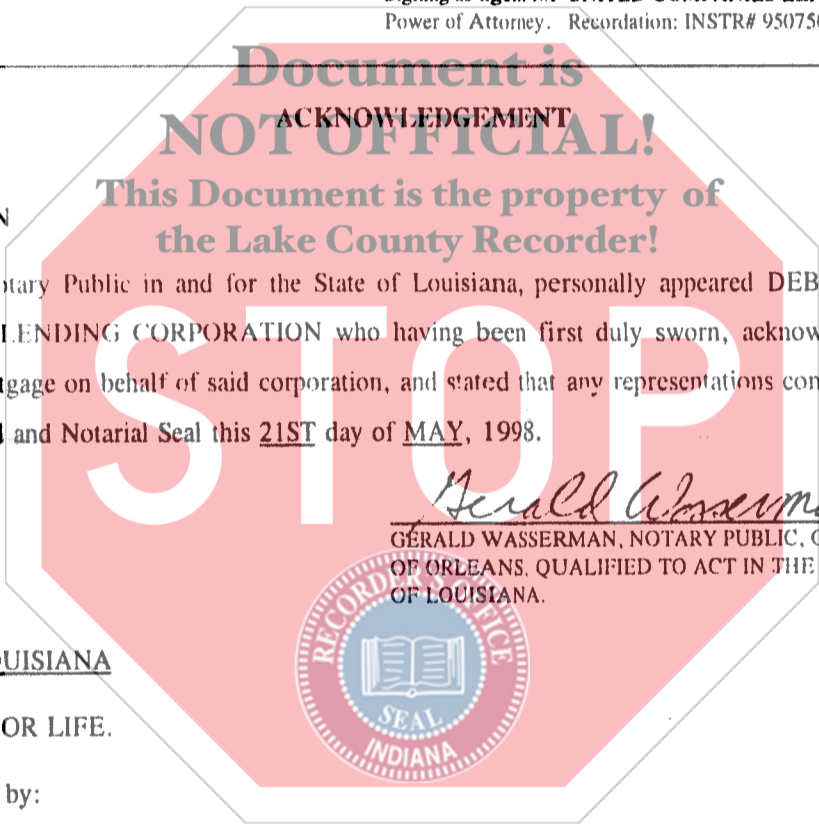 Power of Attorney. Recordation: INSTR# 950750
Document is
ACKNOWLEDGEMENT
NOT OFFICIAL!
This Document is the property of
N
the Lake County Recorder!
tary Public in and for the State of Louisiana, personally appeared DEB
LENDING CORPORATION who having been first duly sworn, acknow
tgage on behalf of said corporation, and stated that any representations con
and Notarial Seal this 21ST day of MAY, 1998.
STOP
Gerald Wasserma
GERALD WASSERMAN, NOTARY PUBLIC,
OF ORLEANS, QUALIFIED TO ACT IN THE
OF LOUISIANA.
RECORDER'S OFFICE
SEAL
INDIANA
OUISIANA
OR LIFE.
by: